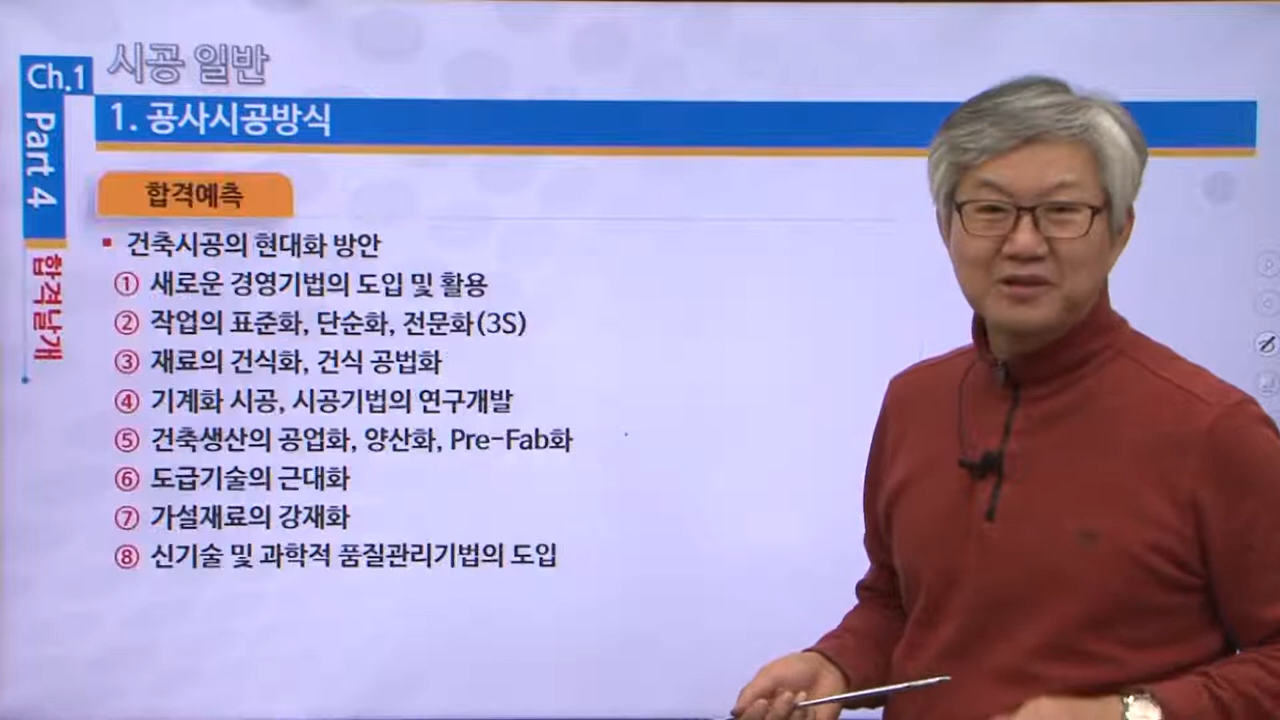 시공 일반
Ch.1
Part 4
합격날개
1. 공사시공방식
합격예측
▪ 건축시공의 현대화 방안
① 새로운 경영기법의 도입 및 활용
② 작업의 표준화, 단순화, 전문화(3S)
③ 재료의 건식화, 건식 공법화
④ 기계화 시공, 시공기법의 연구개발
⑤ 건축생산의 공업화, 양산화, Pre-Fab화
⑥ 도급기술의 근대화
⑦ 가설재료의 강재화
⑧ 신기술 및 과학적 품질관리기법의 도입